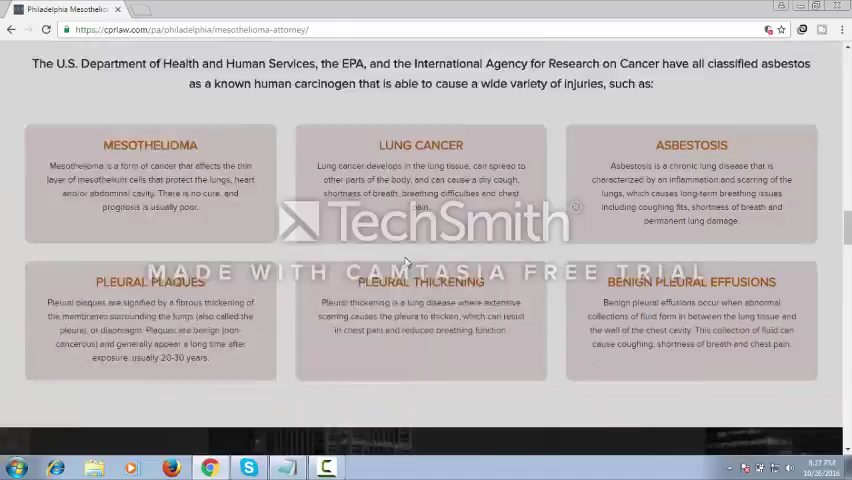 Philadelphia Mesothelio
https://cprlaw.com/pa/philadelphia/mesothelioma-attorney/
The U.S. Department of Health and Human Services, the EPA, and the International Agency for Research on Cancer have all classified asbestos
as a known human carcinogen that is able to cause a wide variety of injuries, such as:
MESOTHELIOMA
Mesothelioma is a form of cancer that affects the thin
layer of mesothelium cells that protect the lungs, heart
and/or abdominal cavity. There is no cure, and
prognosis is usually poor.
LUNG CANCER
Lung cancer develops in the lung tissue, can spread to
other parts of the body, and can cause a dry cough,
shortness of breath, breathing difficulties and chest
pain.
ASBESTOSIS
Asbestosis is a chronic lung disease that is
characterized by an inflammation and scarring of the
lungs, which causes long-term breathing issues
including coughing fits, shortness of breath and
permanent lung damage.
TechSmith®
MADE WITH CAMTASIA FREE TRIAL
PLEURAL PLAQUES
Pleural plaques are signified by a fibrous thickening of
the membranes surrounding the lungs (also called the
pleura), or diaphragm. Plaques are benign (non-
cancerous) and generally appear a long time after
exposure, usually 20-30 years.
PLEURAL THICKENING
Pleural thickening is a lung disease where extensive
scarring causes the pleura to thicken, which can result
in chest pain and reduced breathing function.
BENIGN PLEURAL EFFUSIONS
Benign pleural effusions occur when abnormal
collections of fluid form in between the lung tissue and
the wall of the chest cavity. This collection of fluid can
cause coughing, shortness of breath and chest pain.
8:27 PM
10/26/2016